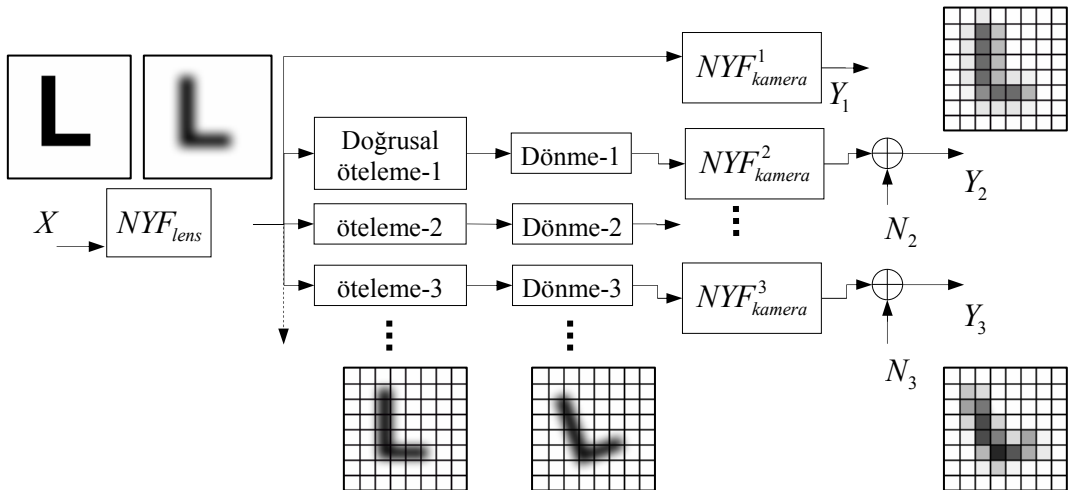 L
L
NYF¹kamera
Y₁
Doğrusal
öteleme-1
Dönme-1
NYF²kamera
Y₂
X
NYFlens
öteleme-2
Dönme-2
N₂
öteleme-3
Dönme-3
NYF³kamera
Y₃
N₃